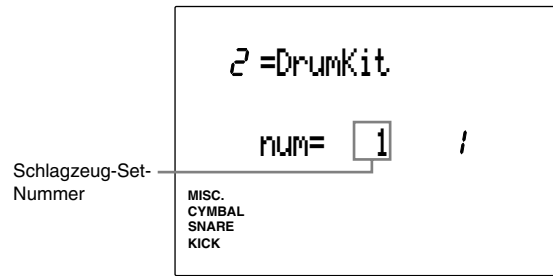 2 =DrumKit
num= 1 1
Schlagzeug-Set-
Nummer
MISC.
CYMBAL
SNARE
KICK